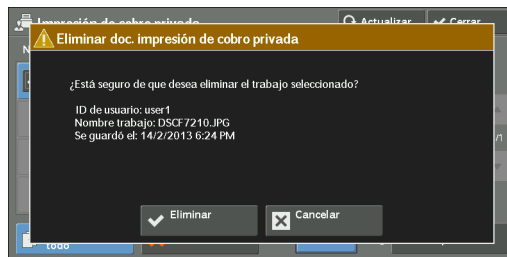 Impresión de cobro privado
Actualizar
Cerrar
Eliminar doc. impresión de cobro privada
¿Está seguro de que desea eliminar el trabajo seleccionado?
ID de usuario: user1
Nombre trabajo: DSCF7210.JPG
Se guardó el: 14/2/2013 6:24 PM
Eliminar
Cancelar
todo